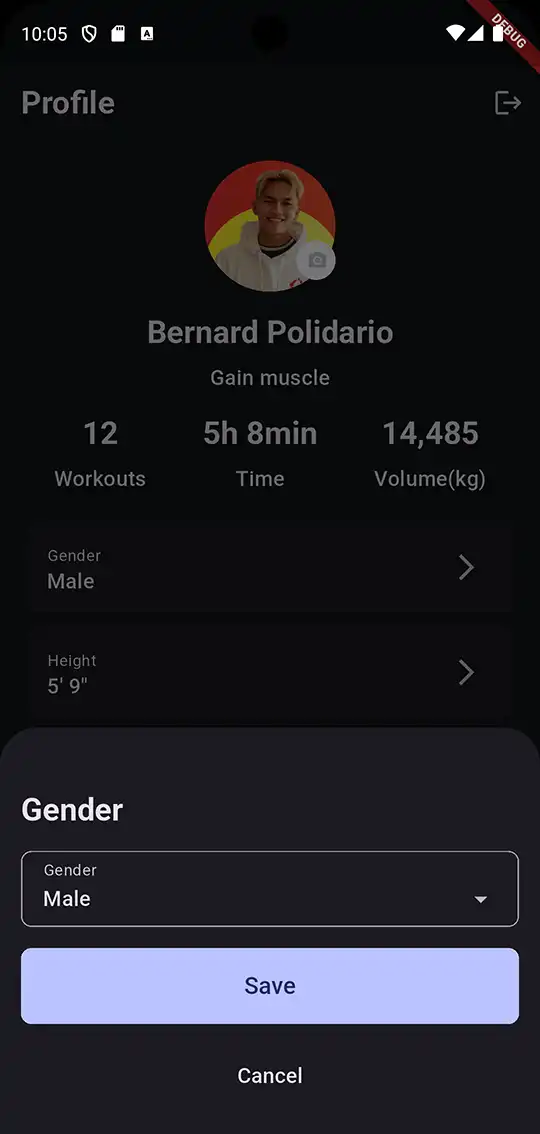 10:05
DEBUG
Profile
Bernard Polidario
Gain muscle
12 5h 8min 14,485
Workouts Time Volume(kg)
Gender
Male
Height
5' 9"
Gender
Gender
Male
Save
Cancel